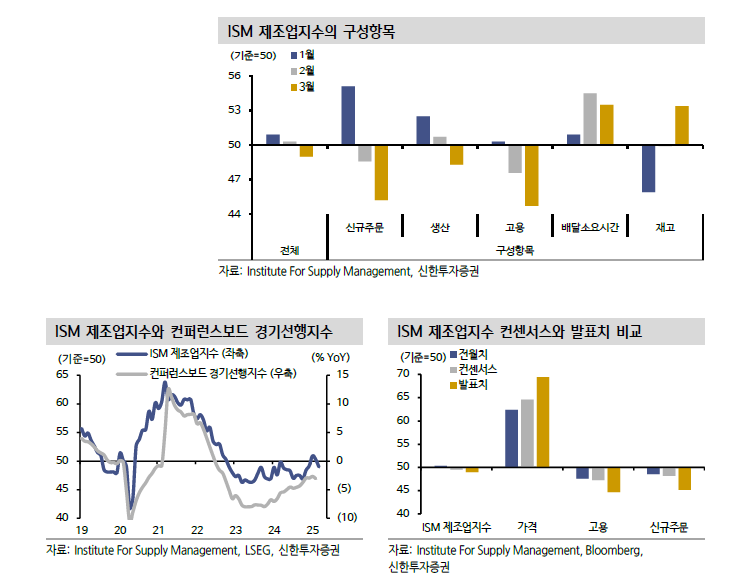 ISM 제조업지수의 구성항목
(기준=50)
1월
2월
3월
56
53
50
47
44
신규주문 생산 고용 배달소요시간 재고
전체 구성항목
자료: Institute For Supply Management, 신한투자증권
ISM 제조업지수와 컨퍼런스보드 경기선행지수
(기준=50) ISM 제조업지수 (좌축) (% YoY)
컨퍼런스보드 경기선행지수 (우축)
65 15
60 10
55 5
50 0
45 (5)
40 (10)
19 20 21 22 23 24 25
자료: Institute For Supply Management, LSEG, 신한투자증권
ISM 제조업지수 컨센서스와 발표치 비교
(기준=50)
전월치
컨센서스
발표치
70
65
60
55
50
45
40
ISM 제조업지수 가격 고용 신규주문
자료: Institute For Supply Management, Bloomberg,
신한투자증권